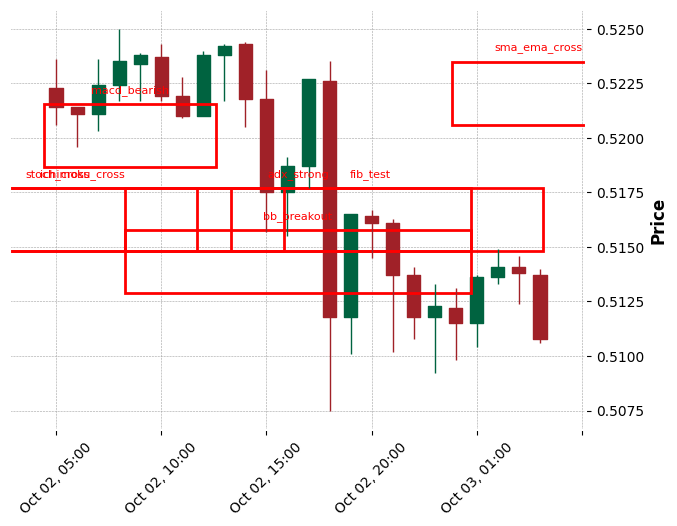 sma_ema_cross
macd_bearish
ichimoku_cross
adx_strong
fib_test
bb_breakout
0.5250
0.5225
0.5200
0.5175
0.5150
0.5125
0.5100
0.5075
Price
Oct 02, 05:00
Oct 02, 10:00
Oct 02, 15:00
Oct 02, 20:00
Oct 03, 01:00